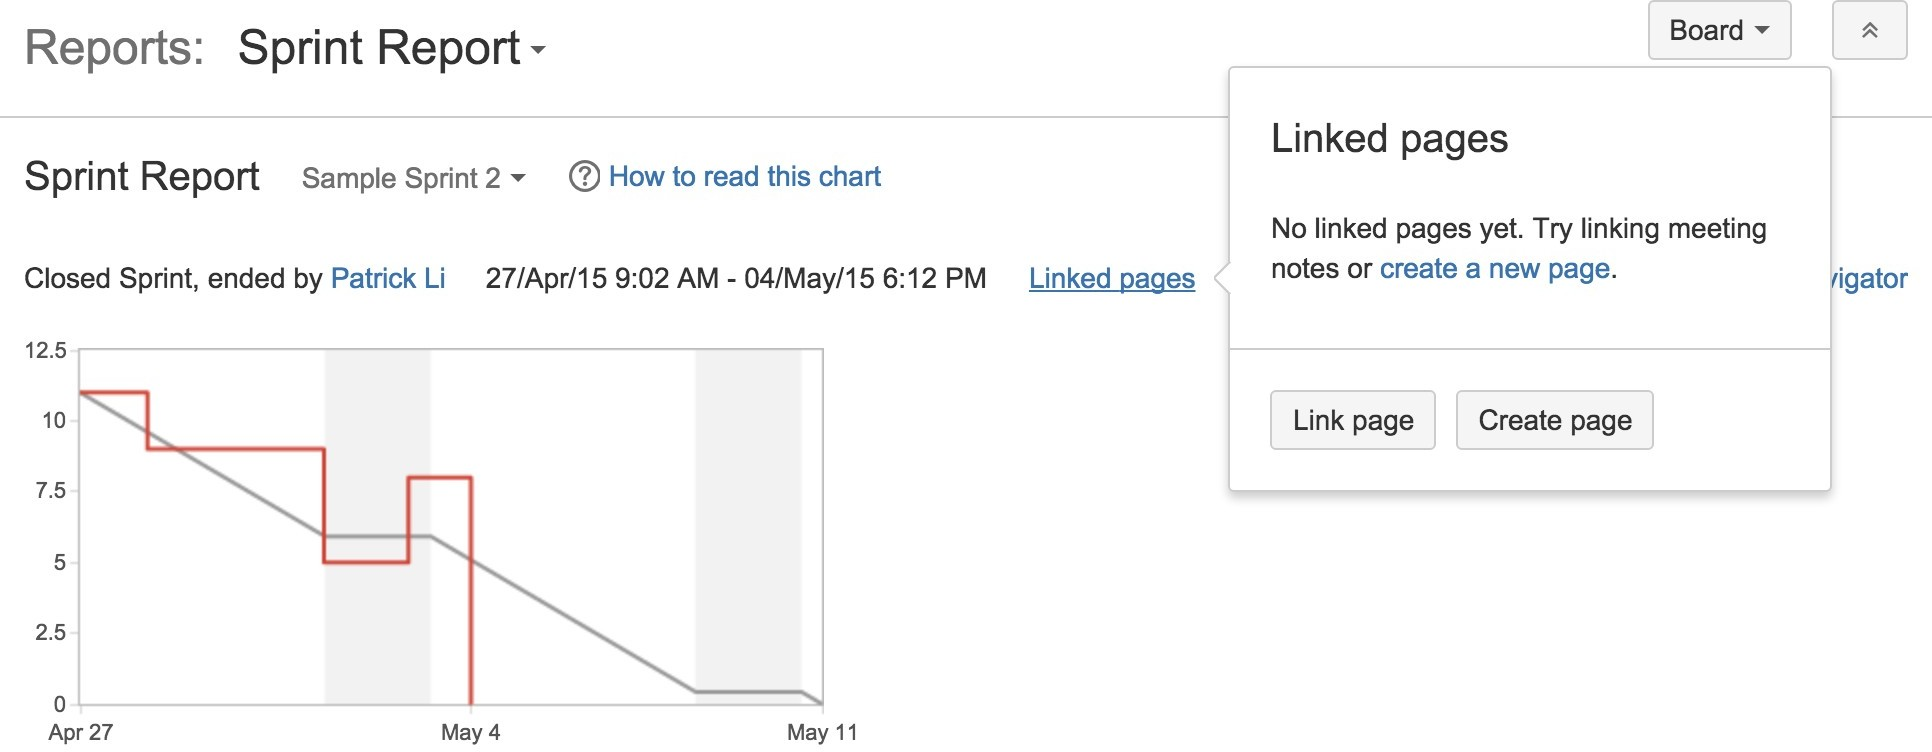 Reports: Sprint Report
Board
Sprint Report Sample Sprint 2 ? How to read this chart
Closed Sprint, ended by Patrick Li 27/Apr/15 9:02 AM - 04/May/15 6:12 PM Linked pages
Linked pages
No linked pages yet. Try linking meeting
notes or create a new page.
Link page Create page
12.5
10
7.5
5
2.5
0
Apr 27 May 4 May 11